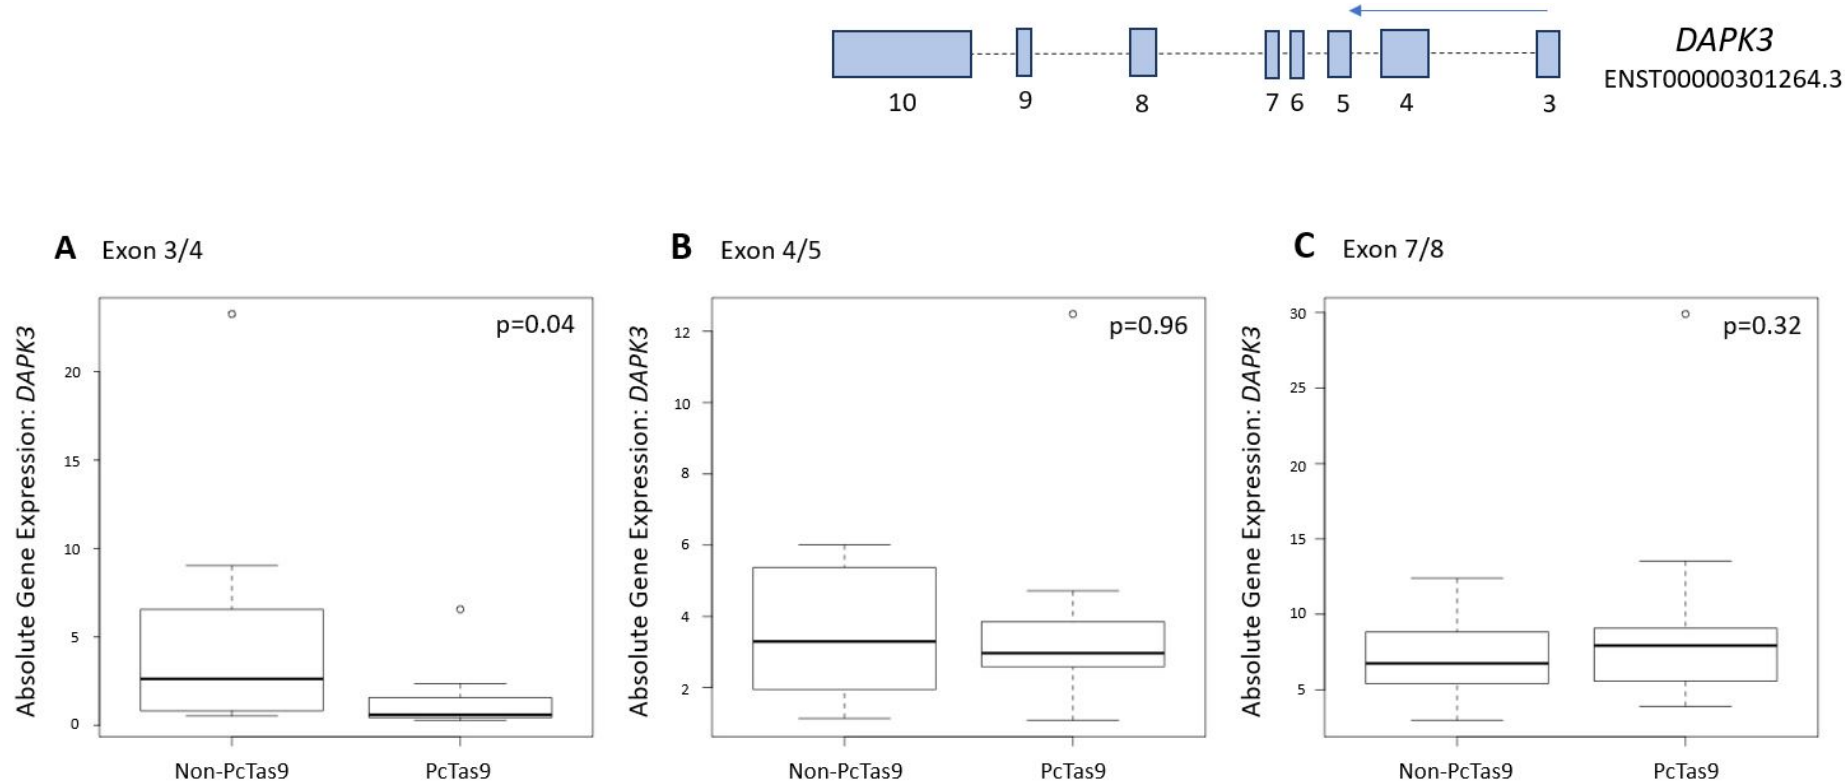 DAPK3
ENST00000301264.3
10
9
8
7
6
5
4
3
A Exon 3/4
Absolute Gene Expression: DAPK3
p=0.04
20
15
10
5
0
Non-PcTas9
PcTas9
B Exon 4/5
Absolute Gene Expression: DAPK3
p=0.96
12
10
8
6
4
2
Non-PcTas9
PcTas9
C Exon 7/8
Absolute Gene Expression: DAPK3
p=0.32
30
25
20
15
10
5
Non-PcTas9
PcTas9